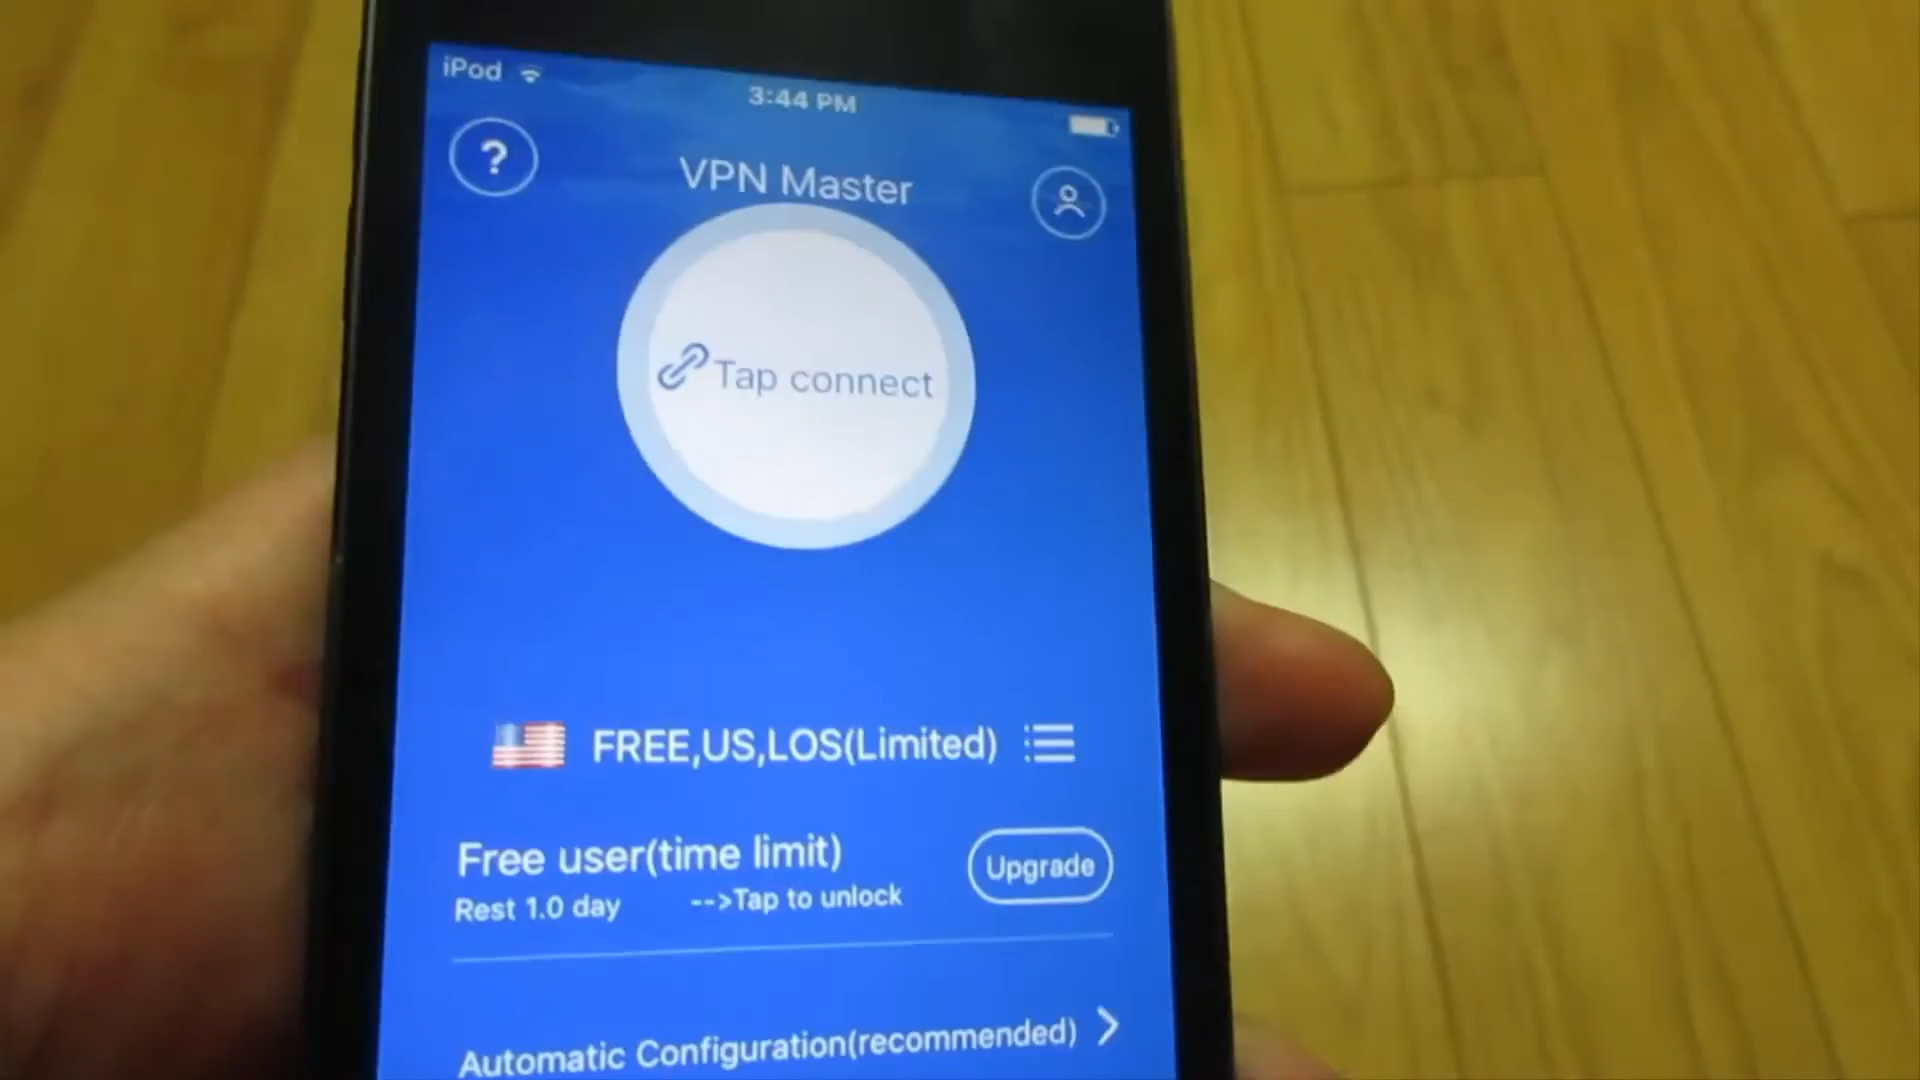 iPod
3:44 PM
?
VPN Master
Tap connect
FREE,US,LOS(Limited)
Free user(time limit)
Upgrade
Rest 1.0 day -->Tap to unlock
Automatic Configuration(recommended)